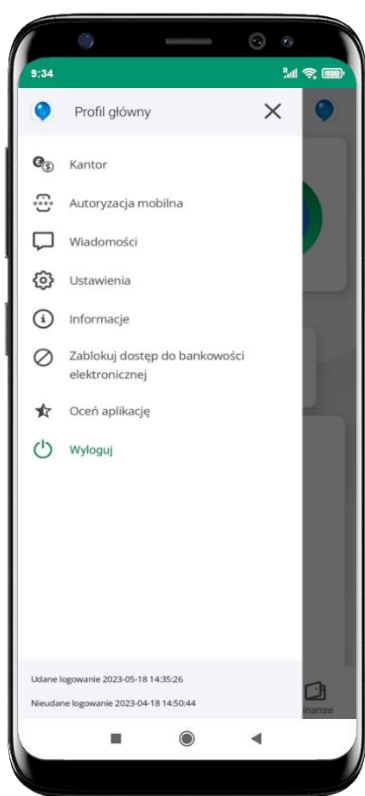 9:34
Profil główny
Kantor
Autoryzacja mobilna
Wiadomości
Ustawienia
Informacje
Zablokuj dostęp do bankowości
elektronicznej
Oceń aplikację
Wyloguj
Udane logowanie 2023-05-18 14:35:26
Nieudane logowanie 2023-04-18 14:50:44
inanse